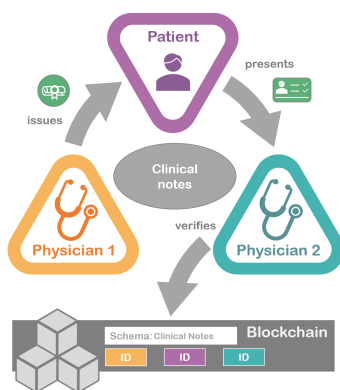 Patient
issues
presents
Clinical
notes
Physician 1
verifies
Physician 2
Schema: Clinical Notes
Blockchain
ID
ID
ID